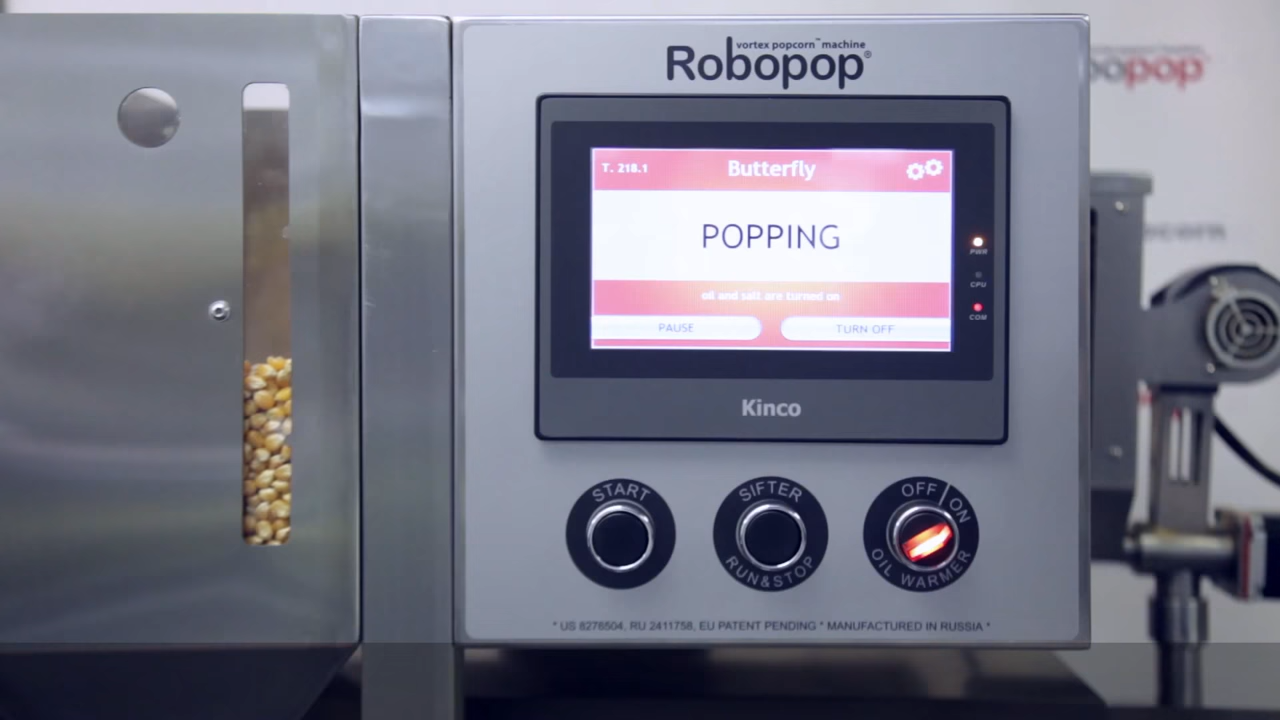 vortex popcorn™ machine
Robopop®
T. 218.1
Butterfly
POPPING
oil and salt are turned on
PAUSE
TURN OFF
PWR
CPU
COM
Kinco
START
SIFTER
RUN&STOP
OFF | ON
OIL WARMER
* US 8278504, RU 2411758, EU PATENT PENDING * MANUFACTURED IN RUSSIA *
opop